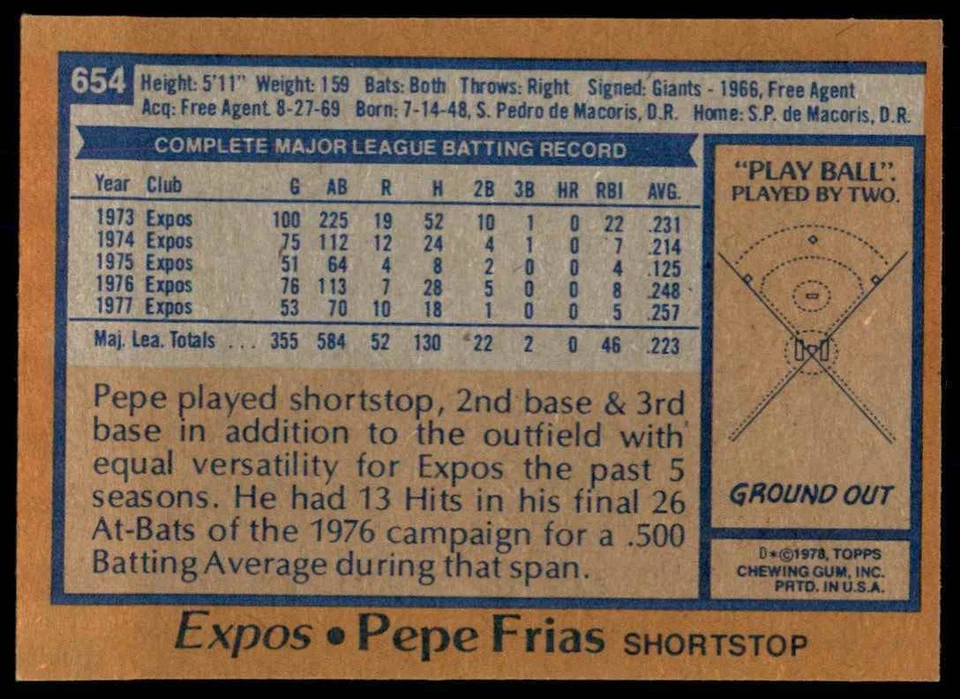 654
Height: 5'11" Weight: 159 Bats: Both Throws: Right Signed: Giants - 1966, Free Agent
Acq: Free Agent 8-27-69 Born: 7-14-48, S. Pedro de Macoris, D.R. Home: S.P. de Macoris, D.R.
COMPLETE MAJOR LEAGUE BATTING RECORD
Year Club G AB R H 2B 3B HR RBI AVG.
1973 Expos 100 225 19 52 10 1 0 22 .231
1974 Expos 75 112 12 24 4 1 0 7 .214
1975 Expos 51 64 4 8 2 0 0 4 .125
1976 Expos 76 113 7 28 5 0 0 8 .248
1977 Expos 53 70 10 18 1 0 0 5 .257
Maj. Lea. Totals ... 355 584 52 130 22 2 0 46 .223
Pepe played shortstop, 2nd base & 3rd
base in addition to the outfield with
equal versatility for Expos the past 5
seasons. He had 13 Hits in his final 26
At-Bats of the 1976 campaign for a .500
Batting Average during that span.
"PLAY BALL".
PLAYED BY TWO.
GROUND OUT
D*©1978, TOPPS
CHEWING GUM, INC.
PRTD. IN U.S.A.
Expos • Pepe Frias SHORTSTOP